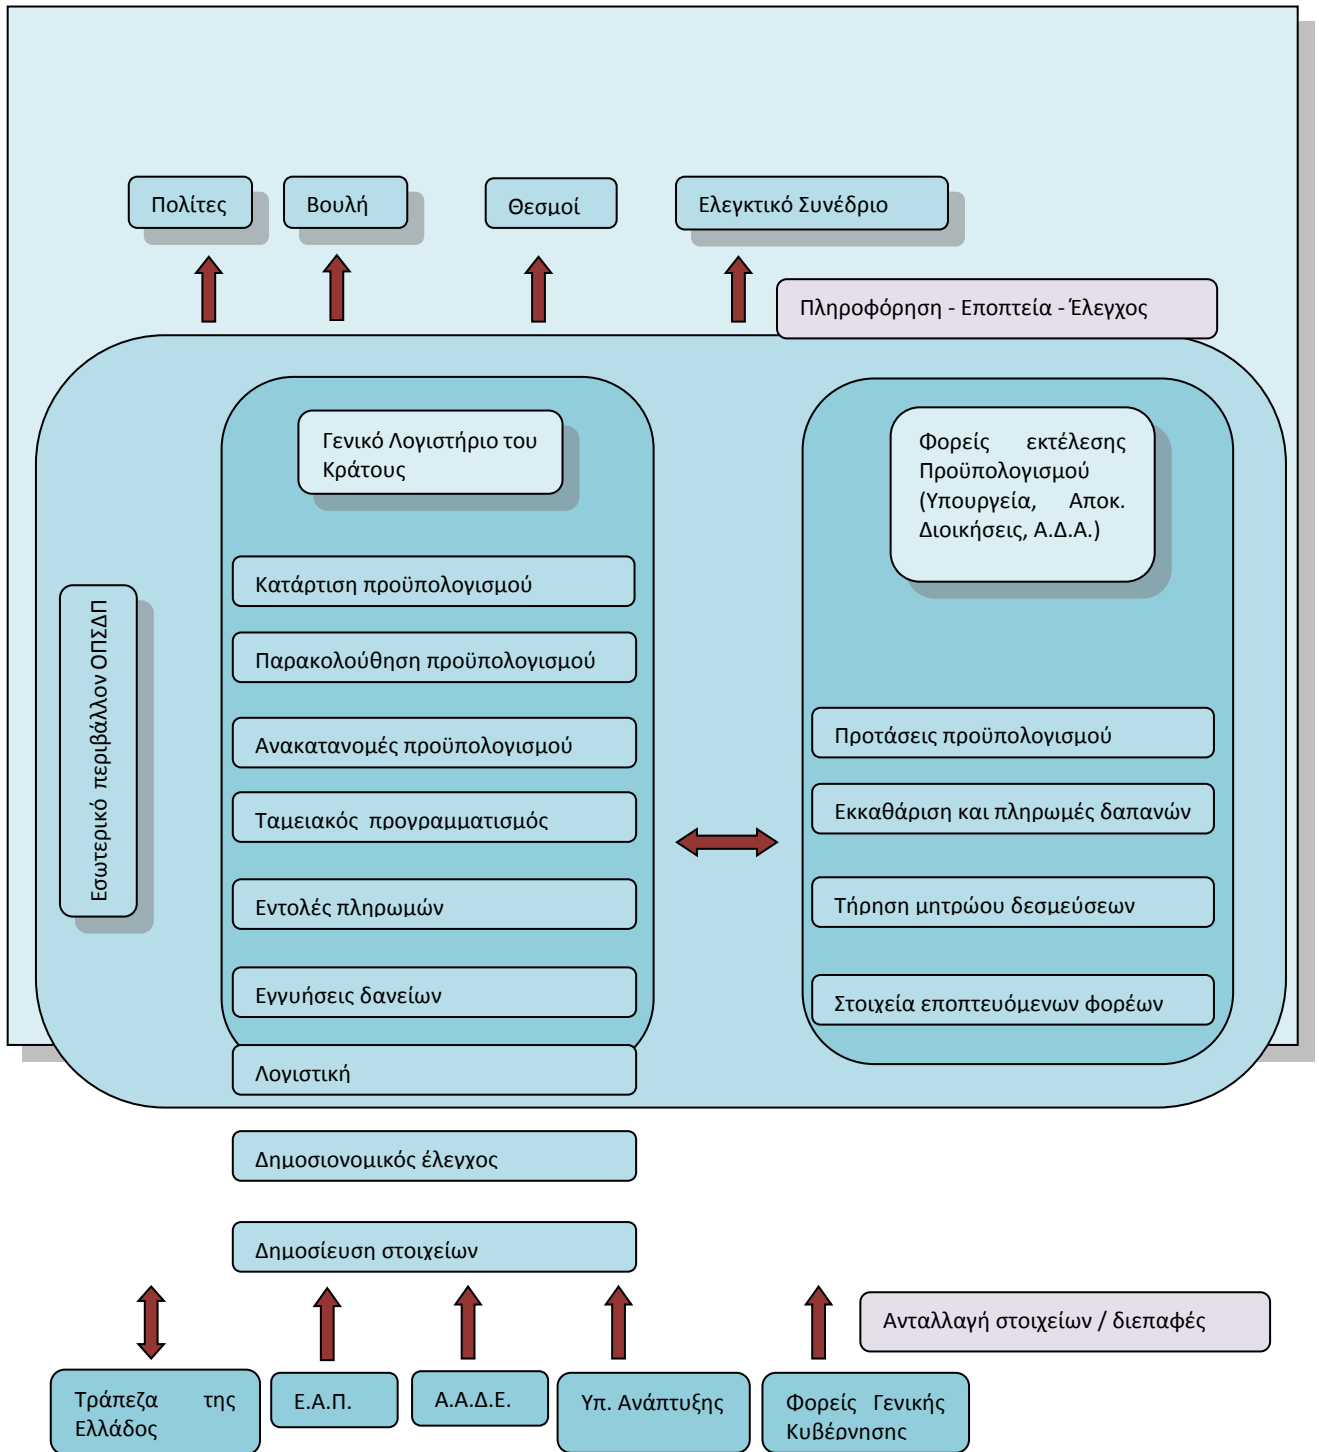 Πολίτες
Βουλή
Θεσμοί
Ελεγκτικό Συνέδριο
Πληροφόρηση - Εποπτεία - Έλεγχος
Γενικό Λογιστήριο του
Κράτους
Φορείς εκτέλεσης
Προϋπολογισμού
(Υπουργεία, Αποκ.
Διοικήσεις, Α.Δ.Α.)
Εσωτερικό περιβάλλον ΟΠΣΔΠ
Κατάρτιση προϋπολογισμού
Παρακολούθηση προϋπολογισμού
Ανακατανομές προϋπολογισμού
Ταμειακός προγραμματισμός
Εντολές πληρωμών
Εγγυήσεις δανείων
Λογιστική
Δημοσιονομικός έλεγχος
Δημοσίευση στοιχείων
Προτάσεις προϋπολογισμού
Εκκαθάριση και πληρωμές δαπανών
Τήρηση μητρώου δεσμεύσεων
Στοιχεία εποπτευόμενων φορέων
Ανταλλαγή στοιχείων / διεπαφές
Τράπεζα της
Ελλάδος
Ε.Α.Π.
Α.Α.Δ.Ε.
Υπ. Ανάπτυξης
Φορείς Γενικής
Κυβέρνησης